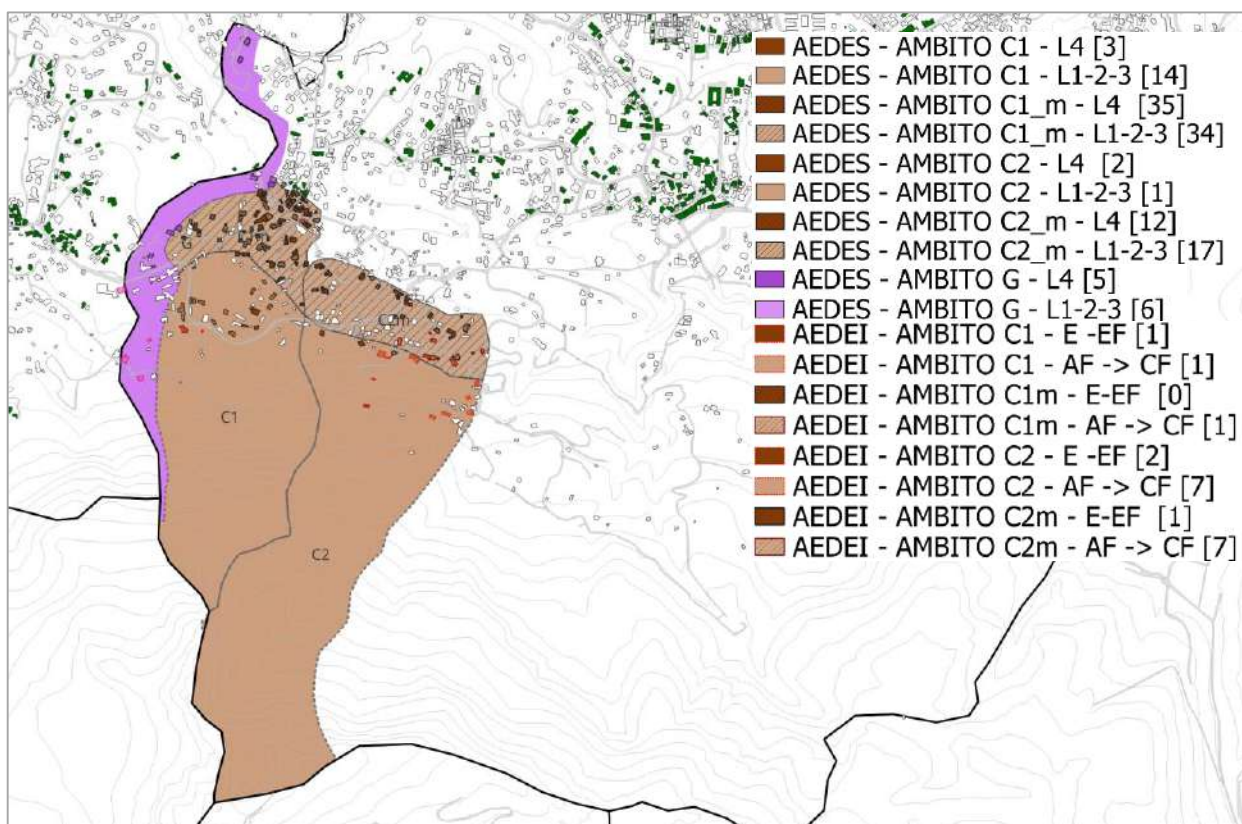 AEDES - AMBITO C1 - L4 [3]
AEDES - AMBITO C1 - L1-2-3 [14]
AEDES - AMBITO C1_m - L4 [35]
AEDES - AMBITO C1_m - L1-2-3 [34]
AEDES - AMBITO C2 - L4 [2]
AEDES - AMBITO C2 - L1-2-3 [1]
AEDES - AMBITO C2_m - L4 [12]
AEDES - AMBITO C2_m - L1-2-3 [17]
AEDES - AMBITO G - L4 [5]
AEDES - AMBITO G - L1-2-3 [6]
AEDEI - AMBITO C1 - E -EF [1]
AEDEI - AMBITO C1 - AF -> CF [1]
AEDEI - AMBITO C1m - E-EF [0]
AEDEI - AMBITO C1m - AF -> CF [1]
AEDEI - AMBITO C2 - E -EF [2]
AEDEI - AMBITO C2 - AF -> CF [7]
AEDEI - AMBITO C2m - E-EF [1]
AEDEI - AMBITO C2m - AF -> CF [7]
C1
C2